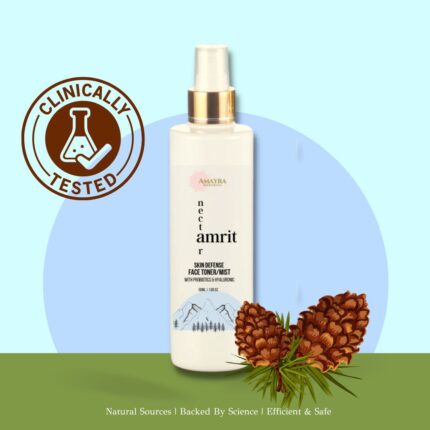 CLINICALLY
TESTED
AMAYRA
NATURALS
nectar
amrit
SKIN DEFENSE
FACE TONER/MIST
WITH PROBIOTICS & HYALURONIC
Natural Sources | Backed By Science | Efficient & Safe